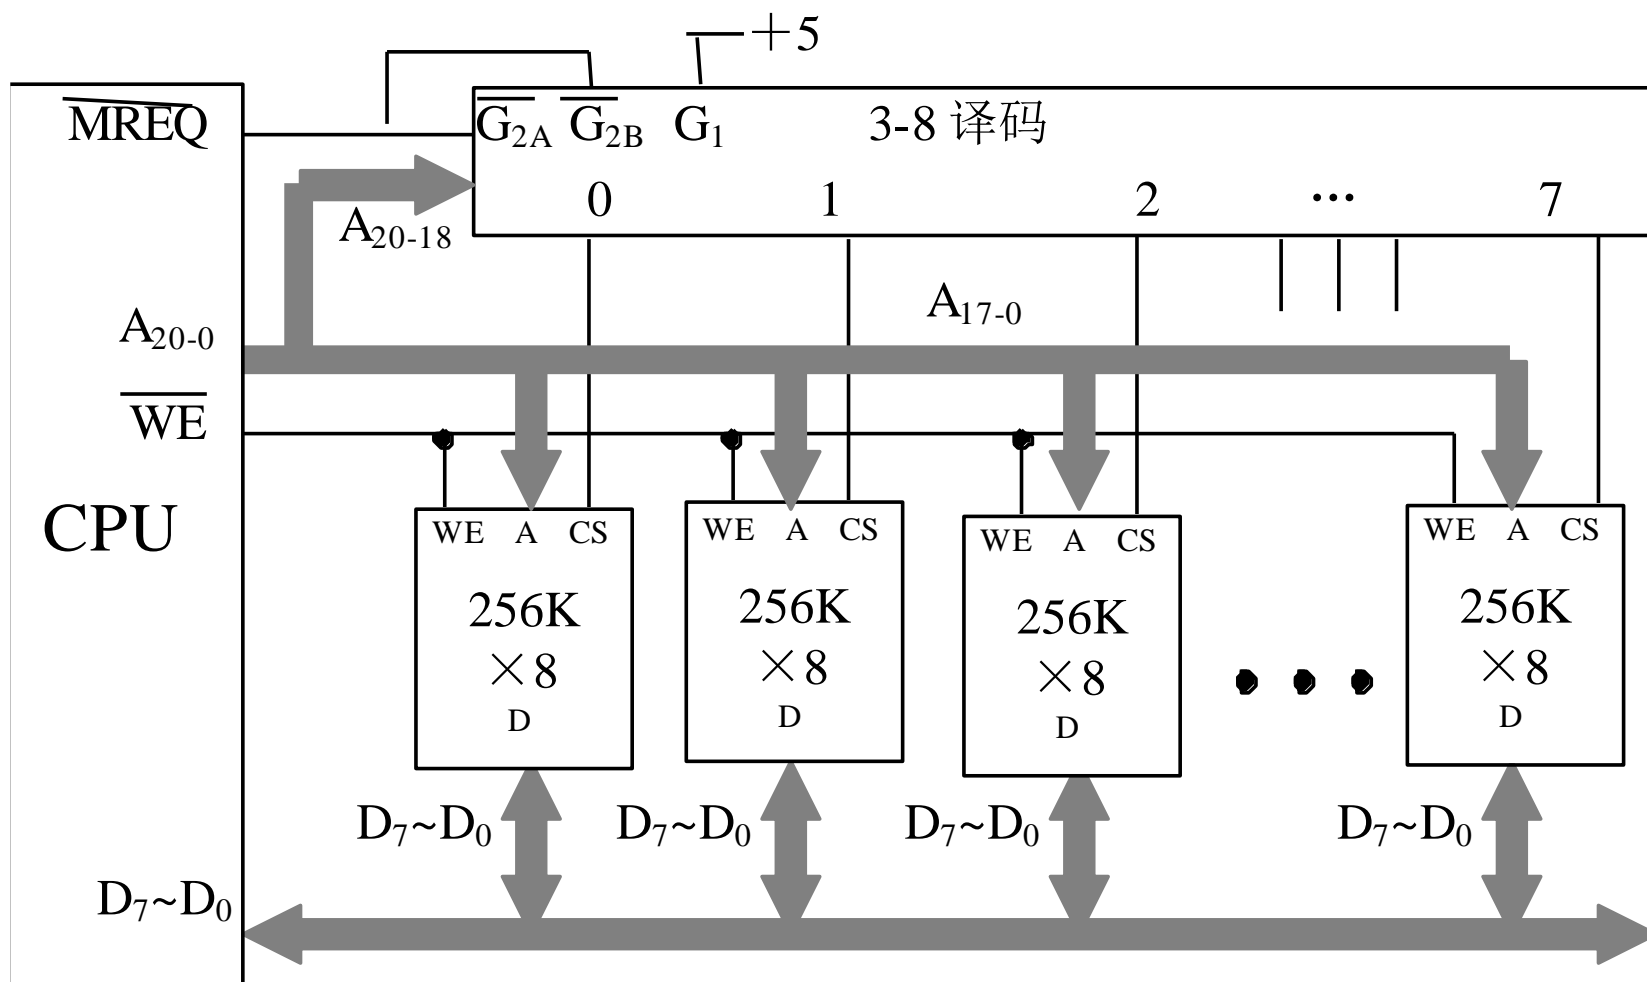 +5
MREQ G2A G2B G1 3-8 译码
0 1 2 ... 7
A20-18
A17-0
A20-0
WE
CPU
WE A CS WE A CS WE A CS WE A CS
256K 256K 256K 256K
×8 ×8 ×8 ×8
D D D D
D7~D0 D7~D0 D7~D0 D7~D0
D7~D0